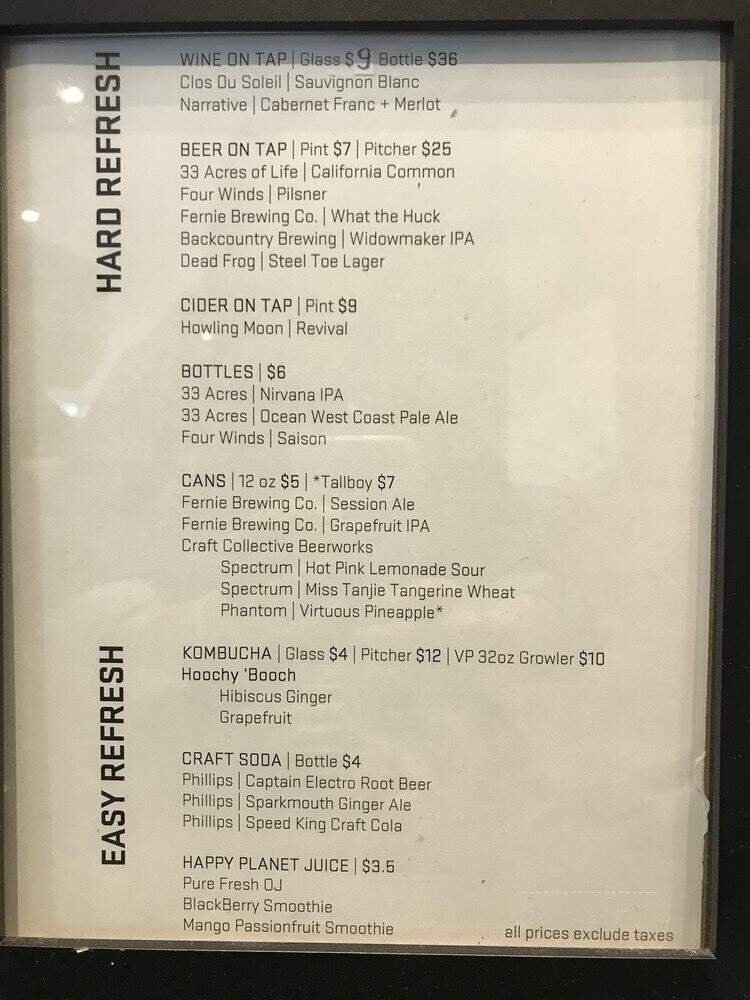 HARD REFRESH
WINE ON TAP | Glass $9 Bottle $36
Clos Du Soleil | Sauvignon Blanc
Narrative | Cabernet Franc + Merlot
BEER ON TAP | Pint $7 | Pitcher $25
33 Acres of Life | California Common
Four Winds | Pilsner
Fernie Brewing Co. | What the Huck
Backcountry Brewing | Widowmaker IPA
Dead Frog | Steel Toe Lager
CIDER ON TAP | Pint $9
Howling Moon | Revival
BOTTLES | $6
33 Acres | Nirvana IPA
33 Acres | Ocean West Coast Pale Ale
Four Winds | Saison
CANS | 12 oz $5 | *Tallboy $7
Fernie Brewing Co. | Session Ale
Fernie Brewing Co. | Grapefruit IPA
Craft Collective Beerworks
Spectrum | Hot Pink Lemonade Sour
Spectrum | Miss Tanjie Tangerine Wheat
Phantom | Virtuous Pineapple*
EASY REFRESH
KOMBUCHA | Glass $4 | Pitcher $12 | VP 32oz Growler $10
Hoochy ‘Booch
Hibiscus Ginger
Grapefruit
CRAFT SODA | Bottle $4
Phillips | Captain Electro Root Beer
Phillips | Sparkmouth Ginger Ale
Phillips | Speed King Craft Cola
HAPPY PLANET JUICE | $3.5
Pure Fresh OJ
BlackBerry Smoothie
Mango Passionfruit Smoothie
all prices exclude taxes